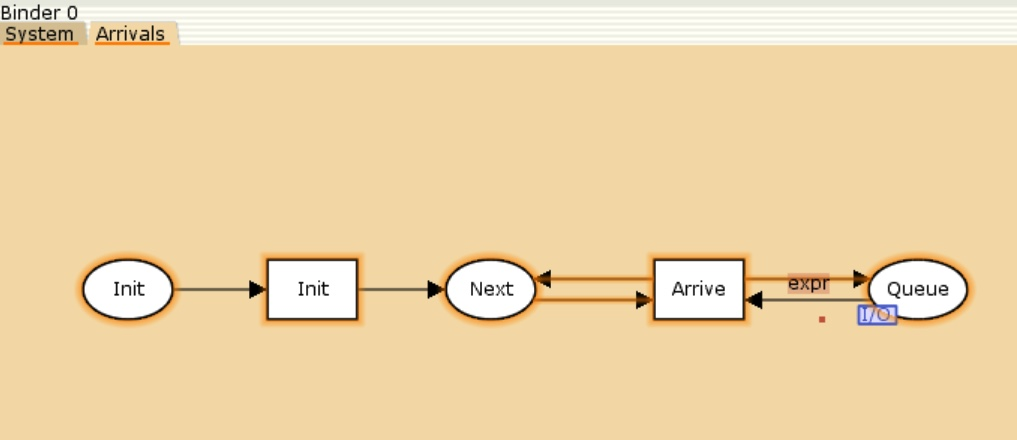 Binder 0
System Arrivals
Init Init Next Arrive expr Queue
I/O